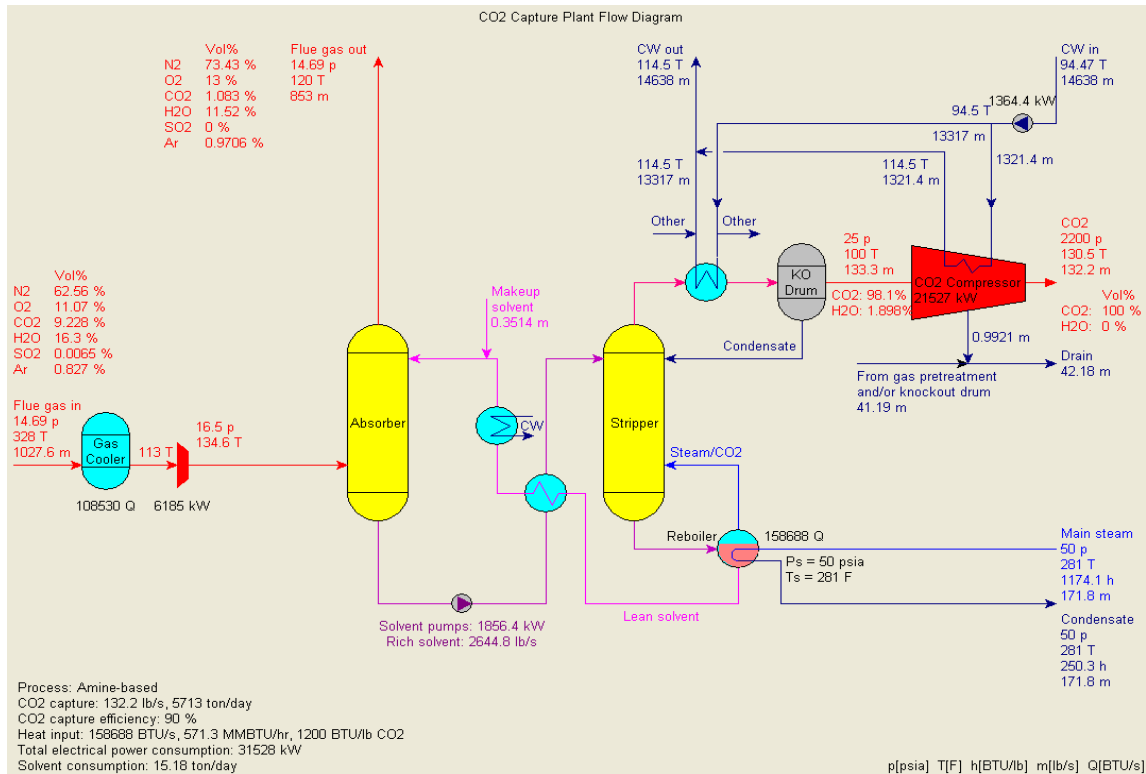 CO2 Capture Plant Flow Diagram
Vol%
N2 73.43 %
O2 13 %
CO2 1.083 %
H2O 11.52 %
SO2 0 %
Ar 0.9706 %
Flue gas out
14.69 p
120 T
853 m
CW out
114.5 T
14638 m
CW in
94.47 T
14638 m
1364.4 kW
94.5 T
13317 m
114.5 T
13317 m
114.5 T
1321.4 m
1321.4 m
Other
Other
KO
Drum
25 p
100 T
133.3 m
CO2: 98.1%
H2O: 1.898%
CO2 Compressor
21527 kW
CO2
2200 p
130.5 T
132.2 m
Vol%
CO2: 100 %
H2O: 0 %
Condensate
0.9921 m
Drain
42.18 m
From gas pretreatment
and/or knockout drum
41.19 m
Vol%
N2 62.56 %
O2 11.07 %
CO2 9.228 %
H2O 16.3 %
SO2 0.0065 %
Ar 0.827 %
Flue gas in
14.69 p
328 T
1027.6 m
Gas
Cooler
108530 Q
113 T
16.5 p
134.6 T
6185 kW
Absorber
Makeup
solvent
0.3514 m
CW
Stripper
Steam/CO2
Reboiler
158688 Q
Ps = 50 psia
Ts = 281 F
Main steam
50 p
281 T
1174.1 h
171.8 m
Condensate
50 p
281 T
250.3 h
171.8 m
Lean solvent
Solvent pumps: 1856.4 kW
Rich solvent: 2644.8 lb/s
Process: Amine-based
CO2 capture: 132.2 lb/s, 5713 ton/day
CO2 capture efficiency: 90 %
Heat input: 158688 BTU/s, 571.3 MMBTU/hr, 1200 BTU/lb CO2
Total electrical power consumption: 31528 kW
Solvent consumption: 15.18 ton/day
p[psia] T[F] h[BTU/lb] m[lb/s] Q[BTU/s]